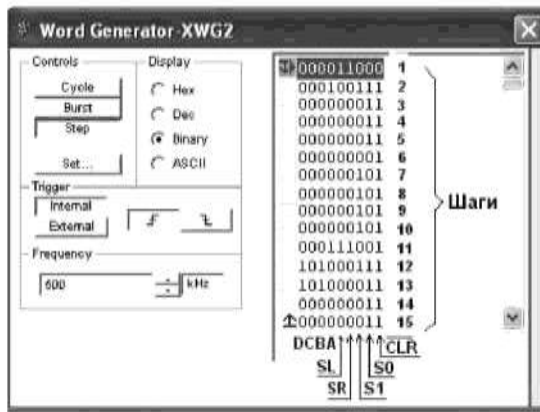 Word Generator-XWG2
Controls
Cycle
Burst
Step
Set...
Display
Hex
Dec
Binary
ASCII
Trigger
Internal
External
Frequency
600
kHz
000011000 1
000100111 2
000000011 3
000000011 4
000000011 5
000000001 6
000000101 7
000000101 8
000000101 9
000000101 10
000111001 11
101000111 12
101000011 13
000000011 14
000000011 15
Шаги
DCBA
SL
SR
S1
S0
CLR